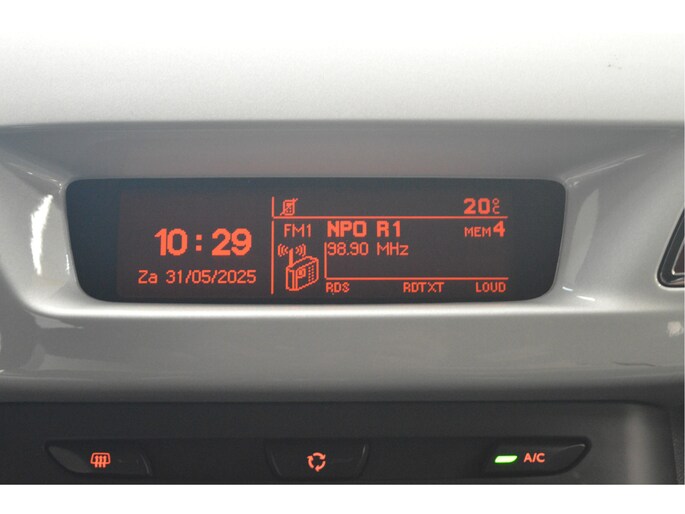 20°C
FM1 NPO R1 MEM4
10:29
98.90 MHz
Za 31/05/2025
RDS RDTXT LOUD
A/C